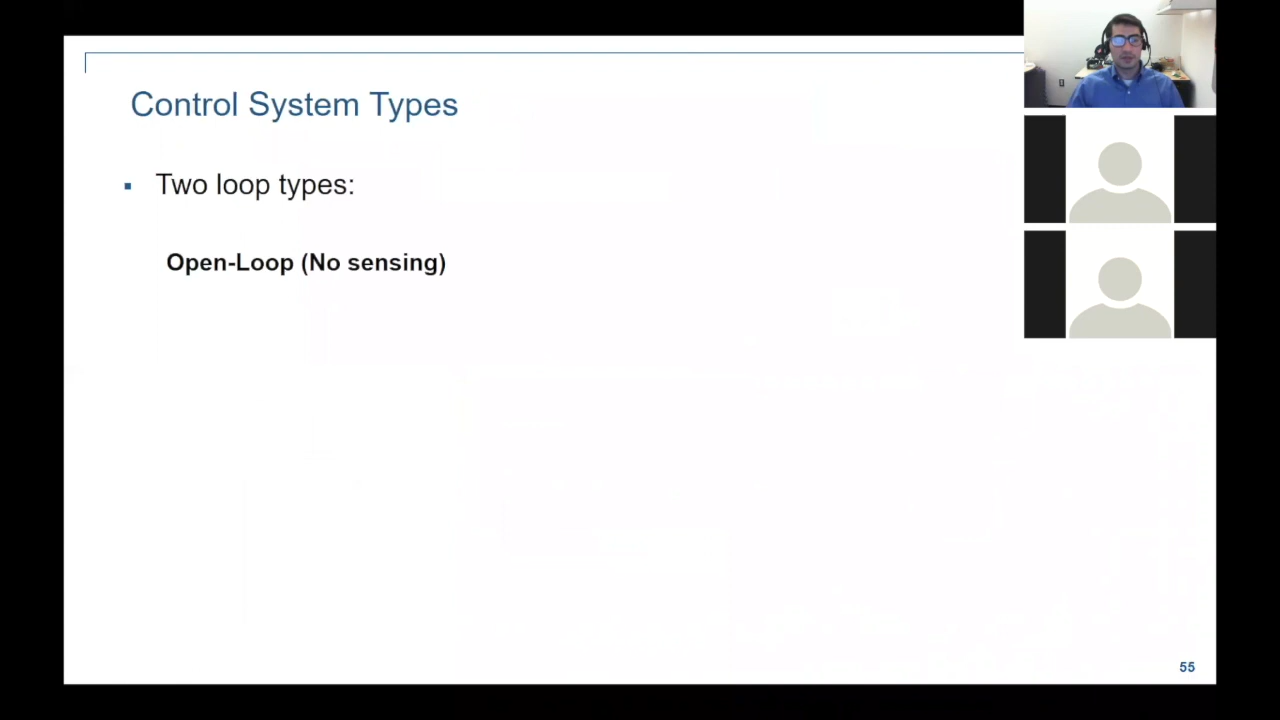 Control System Types
▪ Two loop types:
Open-Loop (No sensing)
55